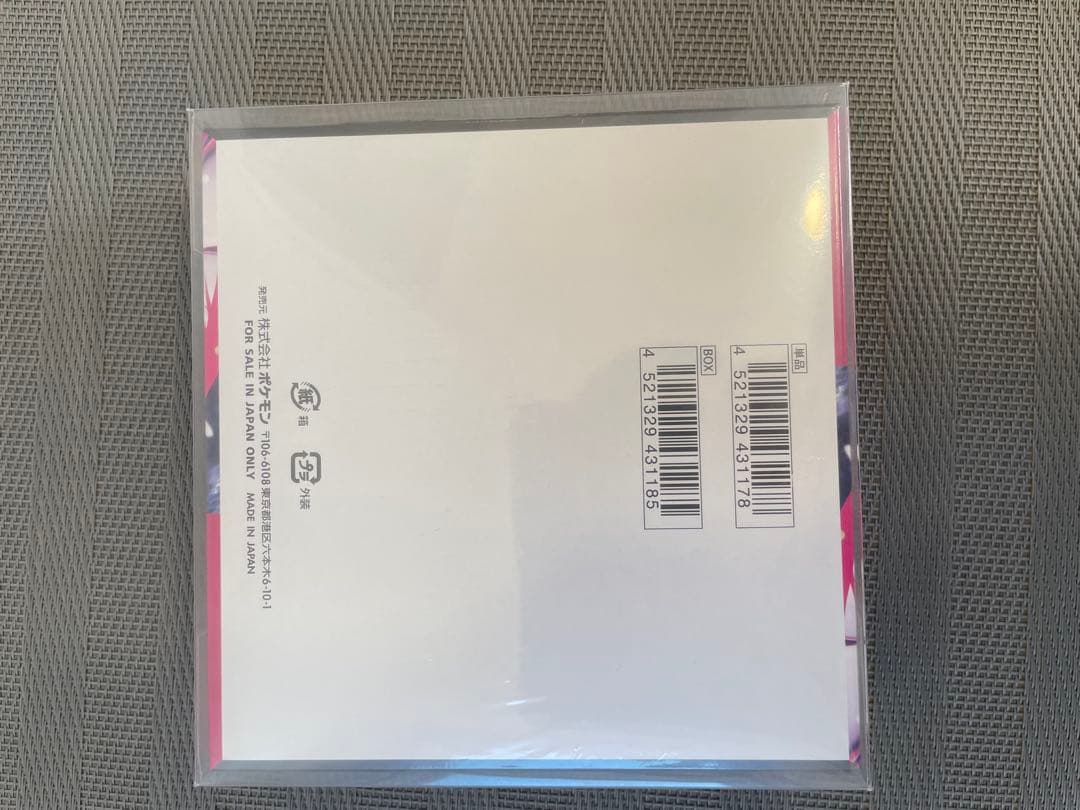 単品
4 521329 431178
BOX
4 521329 431185
紙 箱
プラ 外装
発売元 株式会社ポケモン 〒106-6108 東京都港区六本木6-10-1
FOR SALE IN JAPAN ONLY MADE IN JAPAN